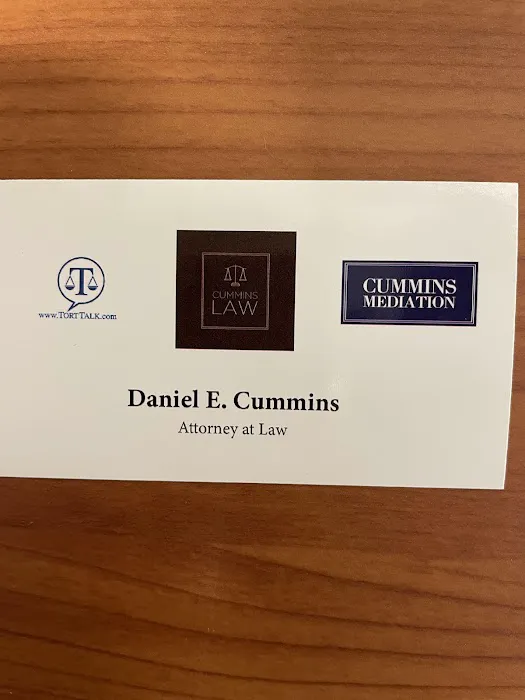 T
www.TORTTALK.com
CUMMINS
LAW
CUMMINS
MEDIATION
Daniel E. Cummins
Attorney at Law